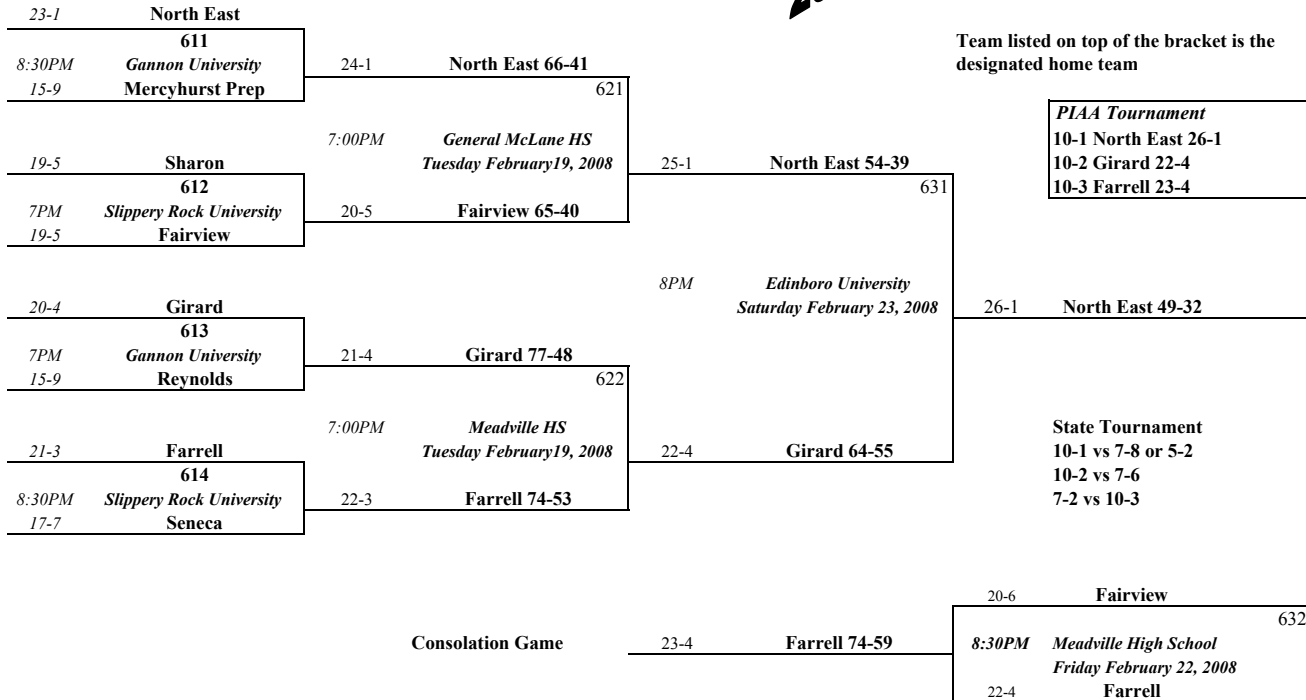 23-1 North East
611
8:30PM Gannon University
15-9 Mercyhurst Prep
19-5 Sharon
612
7PM Slippery Rock University
19-5 Fairview
20-4 Girard
613
7PM Gannon University
15-9 Reynolds
21-3 Farrell
614
8:30PM Slippery Rock University
17-7 Seneca
24-1 North East 66-41
621
7:00PM General McLane HS
Tuesday February19, 2008
20-5 Fairview 65-40
21-4 Girard 77-48
622
7:00PM Meadville HS
Tuesday February19, 2008
22-3 Farrell 74-53
25-1 North East 54-39
631
8PM Edinboro University
Saturday February 23, 2008
22-4 Girard 64-55
26-1 North East 49-32
Team listed on top of the bracket is the
designated home team
PIAA Tournament
10-1 North East 26-1
10-2 Girard 22-4
10-3 Farrell 23-4
State Tournament
10-1 vs 7-8 or 5-2
10-2 vs 7-6
7-2 vs 10-3
Consolation Game
23-4 Farrell 74-59
20-6 Fairview
632
8:30PM Meadville High School
Friday February 22, 2008
22-4 Farrell